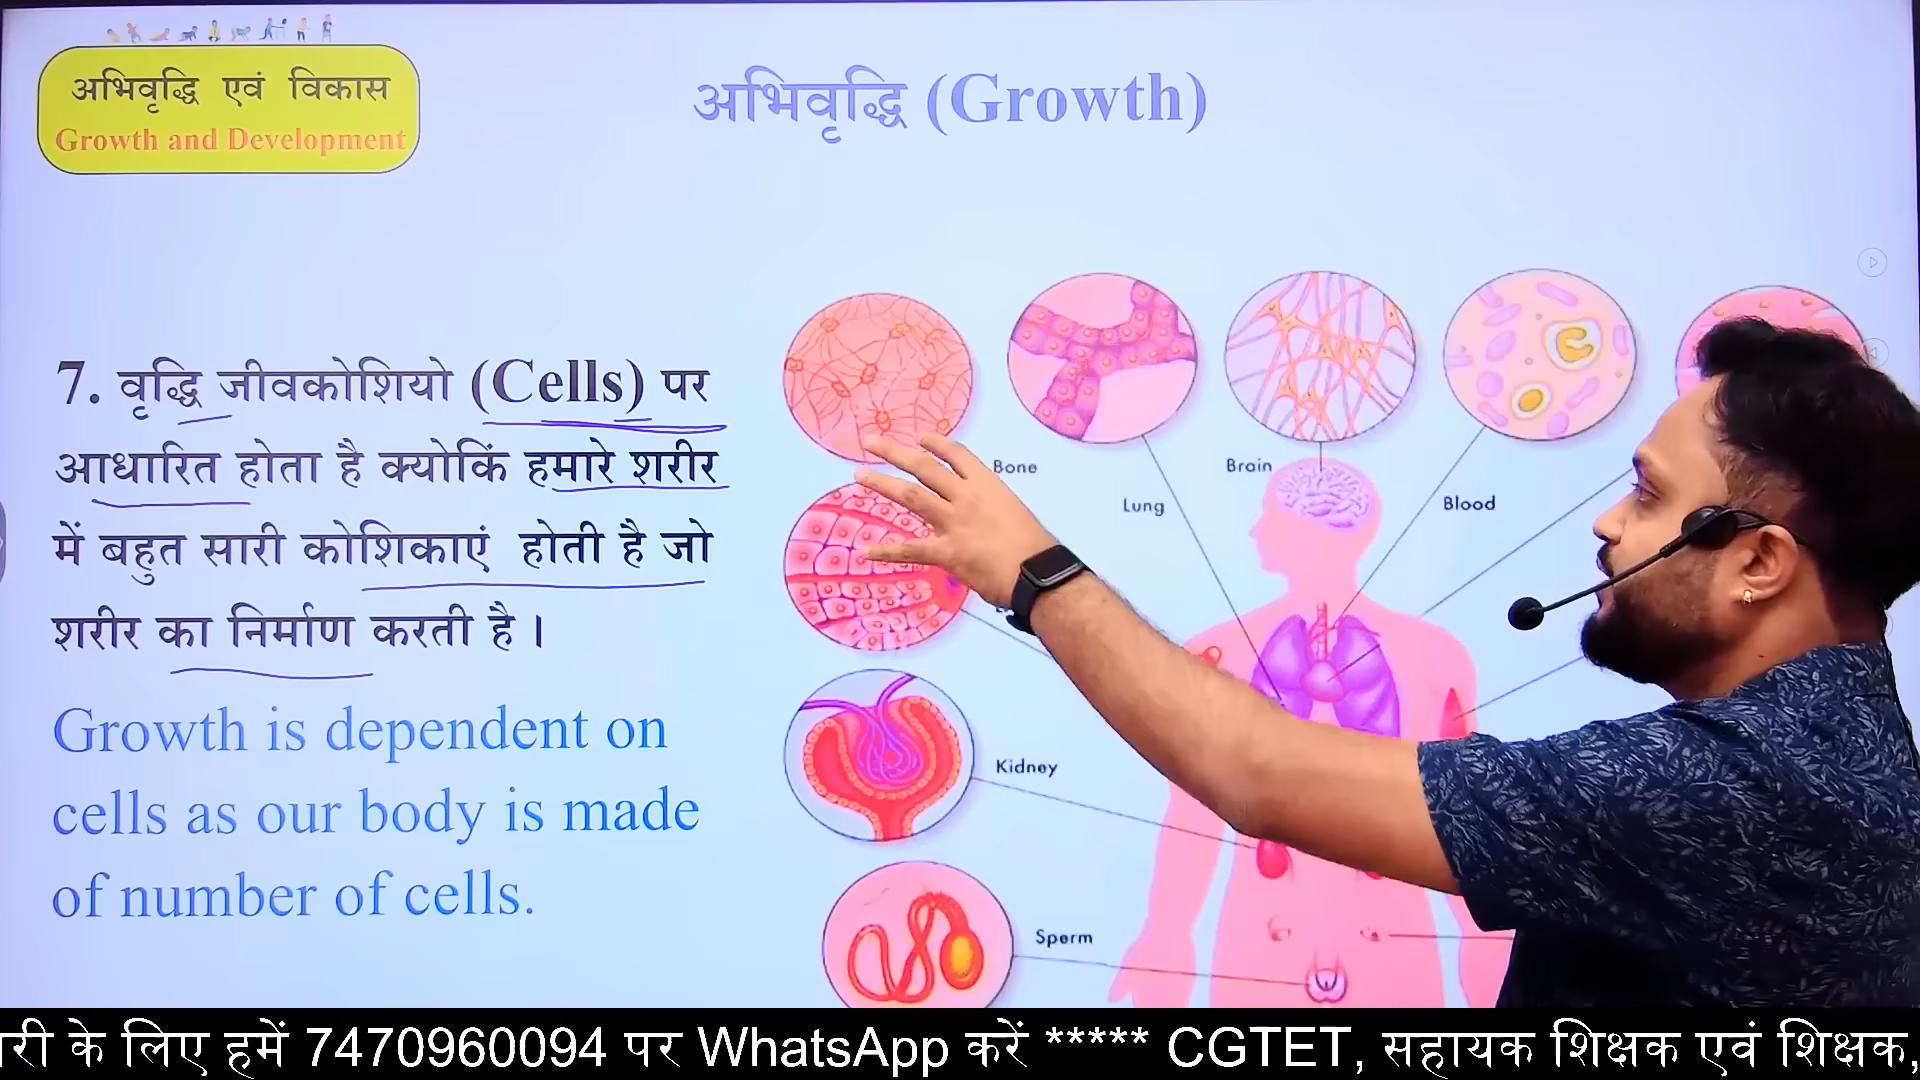 अभिवृद्धि एवं विकास
Growth and Development
अभिवृद्धि (Growth)
7. वृद्धि जीवकोशियो (Cells) पर
आधारित होता है क्योकिं हमारे शरीर
में बहुत सारी कोशिकाएं होती है जो
शरीर का निर्माण करती है ।
Growth is dependent on
cells as our body is made
of number of cells.
Bone
Lung
Brain
Blood
Kidney
Sperm
री के लिए हमें 7470960094 पर WhatsApp करें ***** CGTET, सहायक शिक्षक एवं शिक्षक,